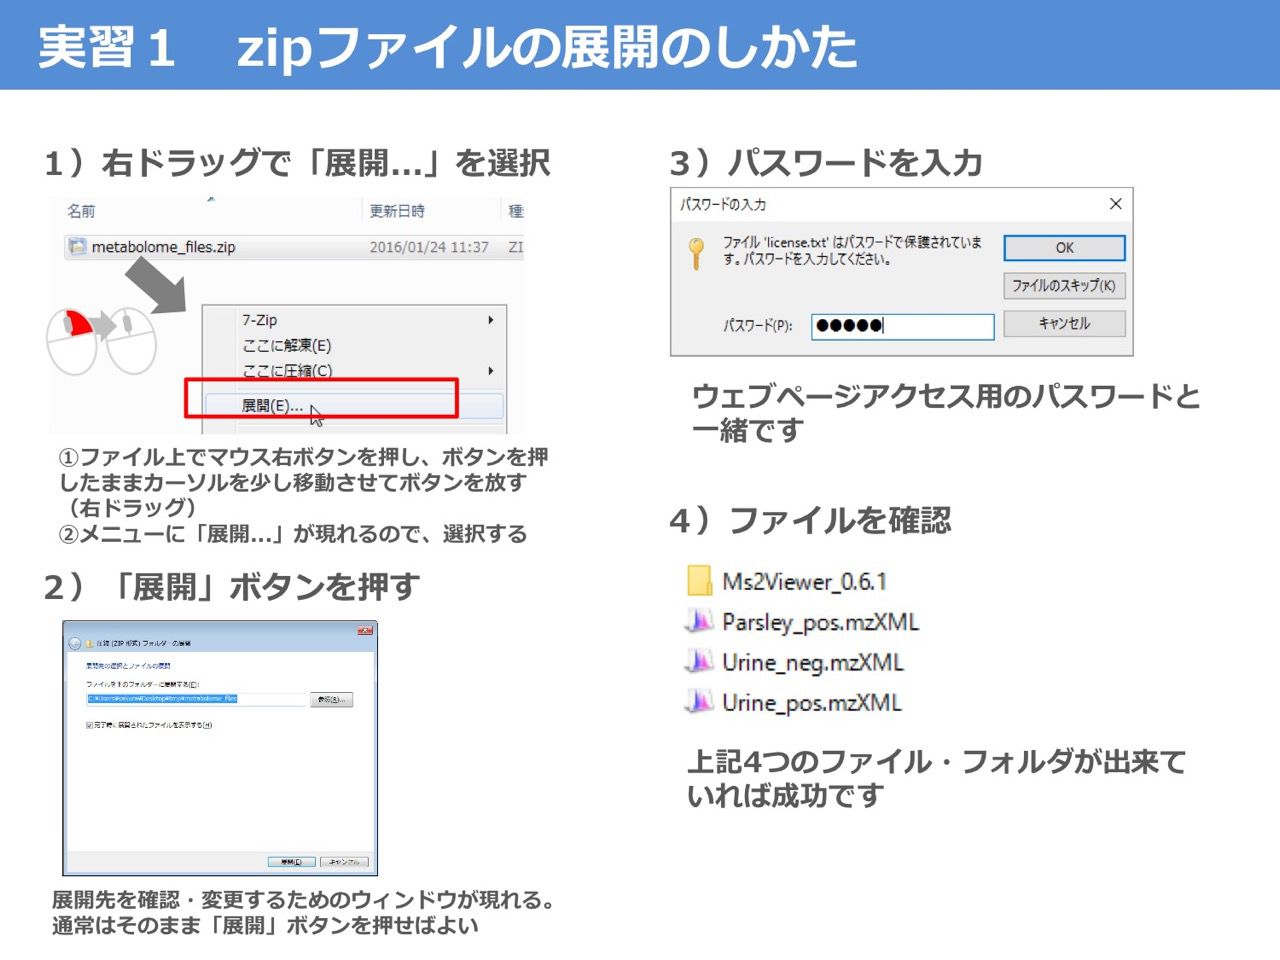 実習１　zipファイルの展開のしかた
１）右ドラッグで「展開...」を選択
名前 更新日時 種
metabolome_files.zip 2016/01/24 11:37 ZI
7-Zip
ここに解凍(E)
ここに圧縮(C)
展開(E)...
①ファイル上でマウス右ボタンを押し、ボタンを押
したままカーソルを少し移動させてボタンを放す
（右ドラッグ）
②メニューに「展開...」が現れるので、選択する
２）「展開」ボタンを押す
圧縮 (ZIP 形式) フォルダーの展開
展開先の選択とファイルの展開
ファイルを下のフォルダーに展開する(F):
C:¥Users¥sakurai¥Desktop¥tmp¥metabolome_files
参照(R)...
完了時に展開されたファイルを表示する(H)
展開(E) キャンセル
展開先を確認・変更するためのウィンドウが現れる。
通常はそのまま「展開」ボタンを押せばよい
３）パスワードを入力
パスワードの入力
ファイル 'license.txt' はパスワードで保護されていま
す。パスワードを入力してください。
OK
ファイルのスキップ(K)
パスワード(P): ●●●●●
キャンセル
ウェブページアクセス用のパスワードと
一緒です
４）ファイルを確認
Ms2Viewer_0.6.1
Parsley_pos.mzXML
Urine_neg.mzXML
Urine_pos.mzXML
上記4つのファイル・フォルダが出来て
いれば成功です